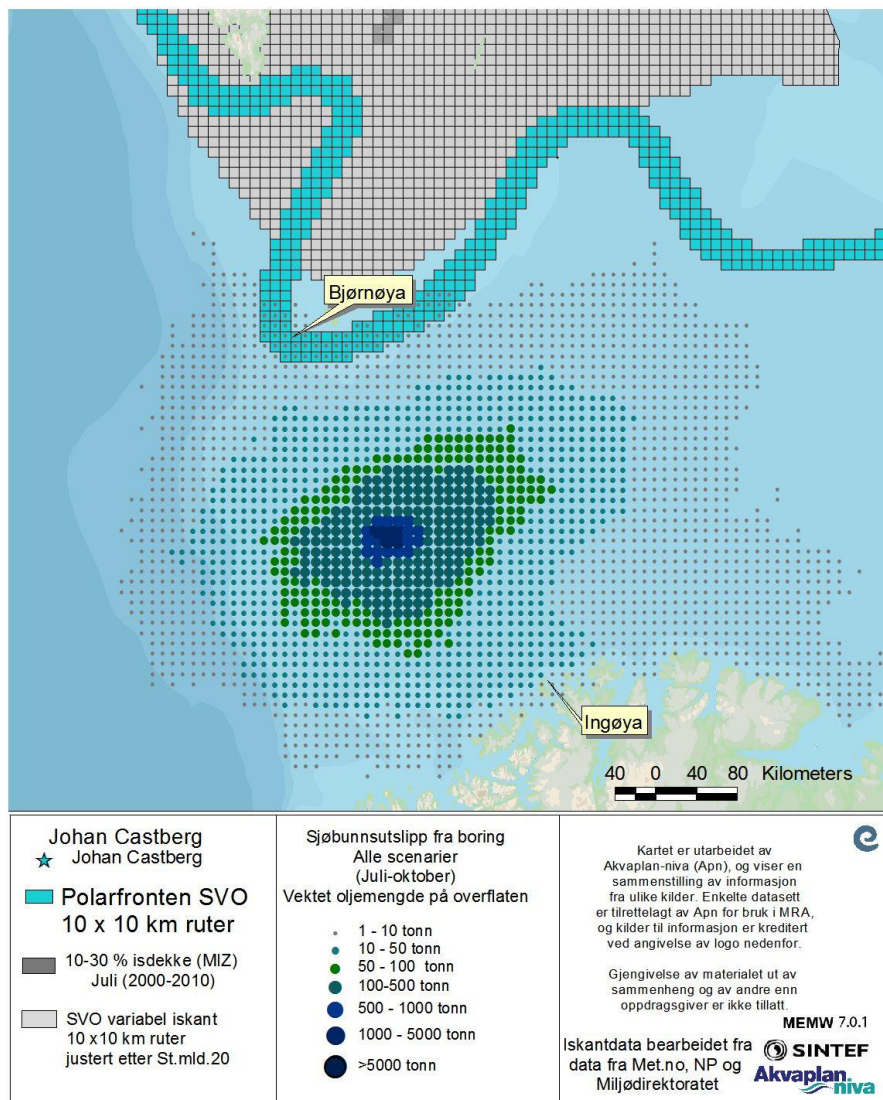 Bjørnøya
Ingøya
40 0 40 80 Kilometers
Johan Castberg
Johan Castberg
Polarfronten SVO
10 x 10 km ruter
10-30 % isdekke (MIZ)
Juli (2000-2010)
SVO variabel iskant
10 x10 km ruter
justert etter St.mld.20
Sjøbunnsutslipp fra boring
Alle scenarier
(Juli-oktober)
Vektet oljemengde på overflaten
1 - 10 tonn
10 - 50 tonn
50 - 100 tonn
100-500 tonn
500 - 1000 tonn
1000 - 5000 tonn
>5000 tonn
Kartet er utarbeidet av
Akvaplan-niva (Apn), og viser en
sammenstilling av informasjon
fra ulike kilder. Enkelte datasett
er tilrettelagt av Apn for bruk i MRA,
og kilder til informasjon er kreditert
ved angivelse av logo nedenfor.
Gjengivelse av materialet ut av
sammenheng og av andre enn
oppdragsgiver er ikke tillatt.
MEMW 7.0.1
Iskantdata bearbeidet fra
data fra Met.no, NP og
Miljødirektoratet
SINTEF
Akvaplan
niva